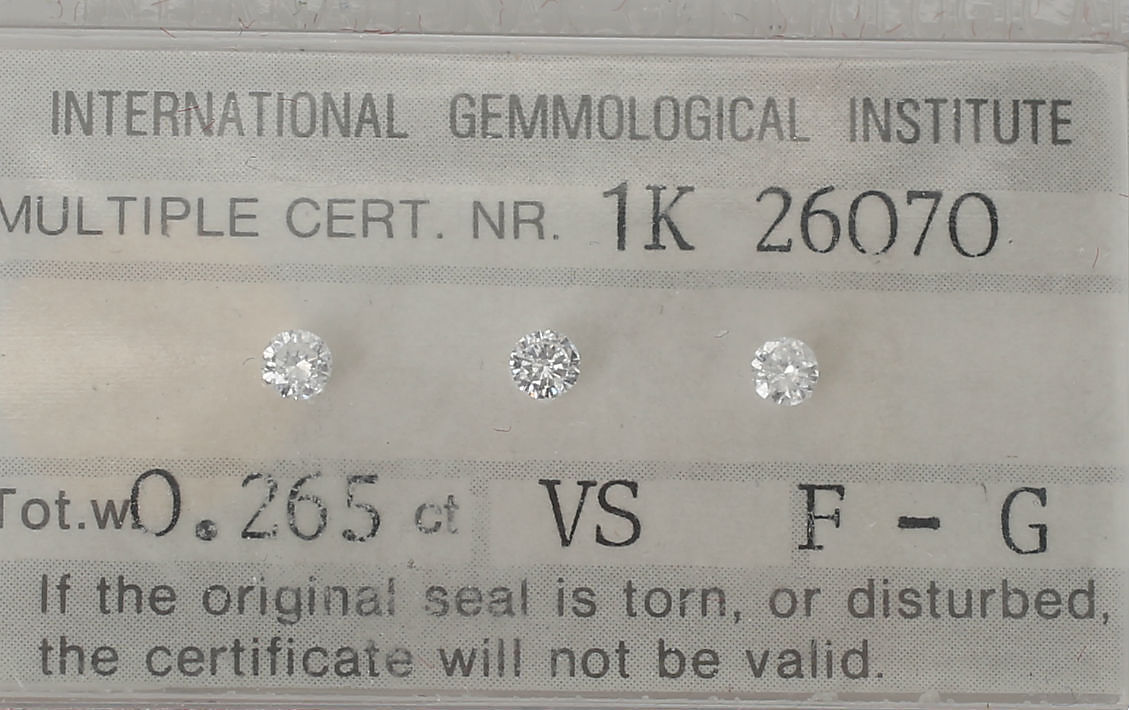 INTERNATIONAL GEMMOLOGICAL INSTITUTE
MULTIPLE CERT. NR. 1K 26070
Tot.w0.265 ct VS F - G
If the original seal is torn, or disturbed,
the certificate will not be valid.